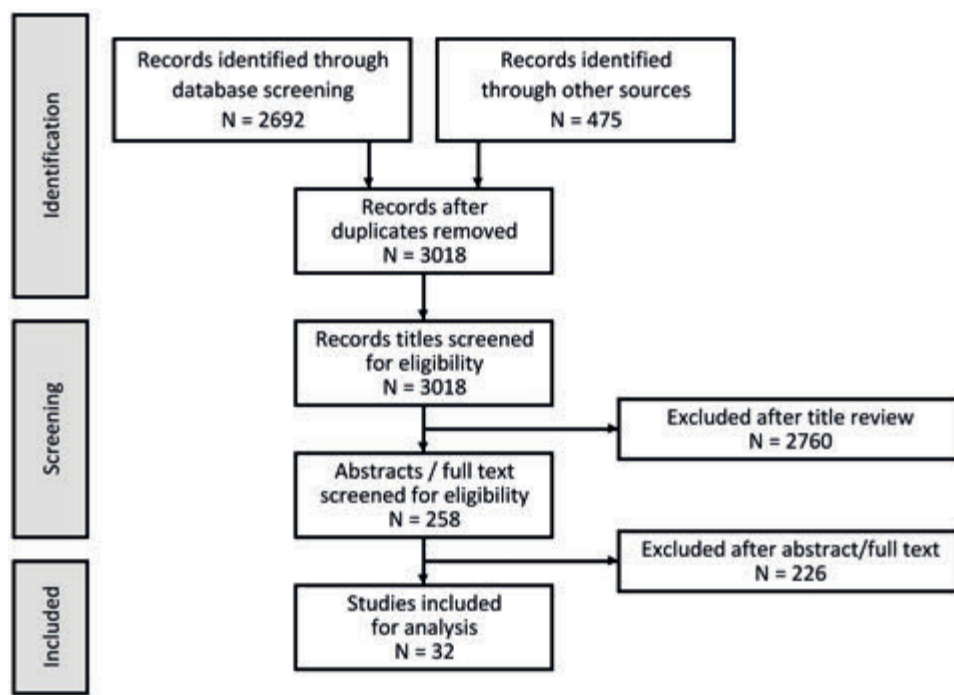 Identification
Records identified through
database screening
N = 2692
Records identified
through other sources
N = 475
Records after
duplicates removed
N = 3018
Screening
Records titles screened
for eligibility
N = 3018
Excluded after title review
N = 2760
Abstracts / full text
screened for eligibility
N = 258
Excluded after abstract/full text
N = 226
Included
Studies included
for analysis
N = 32